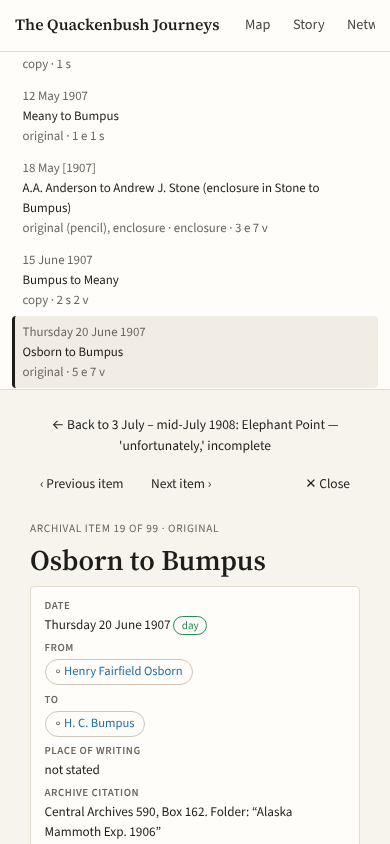 The Quackenbush Journeys Map Story Netw
copy · 1 s
12 May 1907
Meany to Bumpus
original · 1 e 1 s
18 May [1907]
A.A. Anderson to Andrew J. Stone (enclosure in Stone to
Bumpus)
original (pencil), enclosure · enclosure · 3 e 7 v
15 June 1907
Bumpus to Meany
copy · 2 s 2 v
Thursday 20 June 1907
Osborn to Bumpus
original · 5 e 7 v
← Back to 3 July – mid-July 1908: Elephant Point —
'unfortunately,' incomplete
‹ Previous item Next item › ✕ Close
ARCHIVAL ITEM 19 OF 99 · ORIGINAL
Osborn to Bumpus
DATE
Thursday 20 June 1907 day
FROM
Henry Fairfield Osborn
TO
H. C. Bumpus
PLACE OF WRITING
not stated
ARCHIVE CITATION
Central Archives 590, Box 162. Folder: “Alaska
Mammoth Exp. 1906”